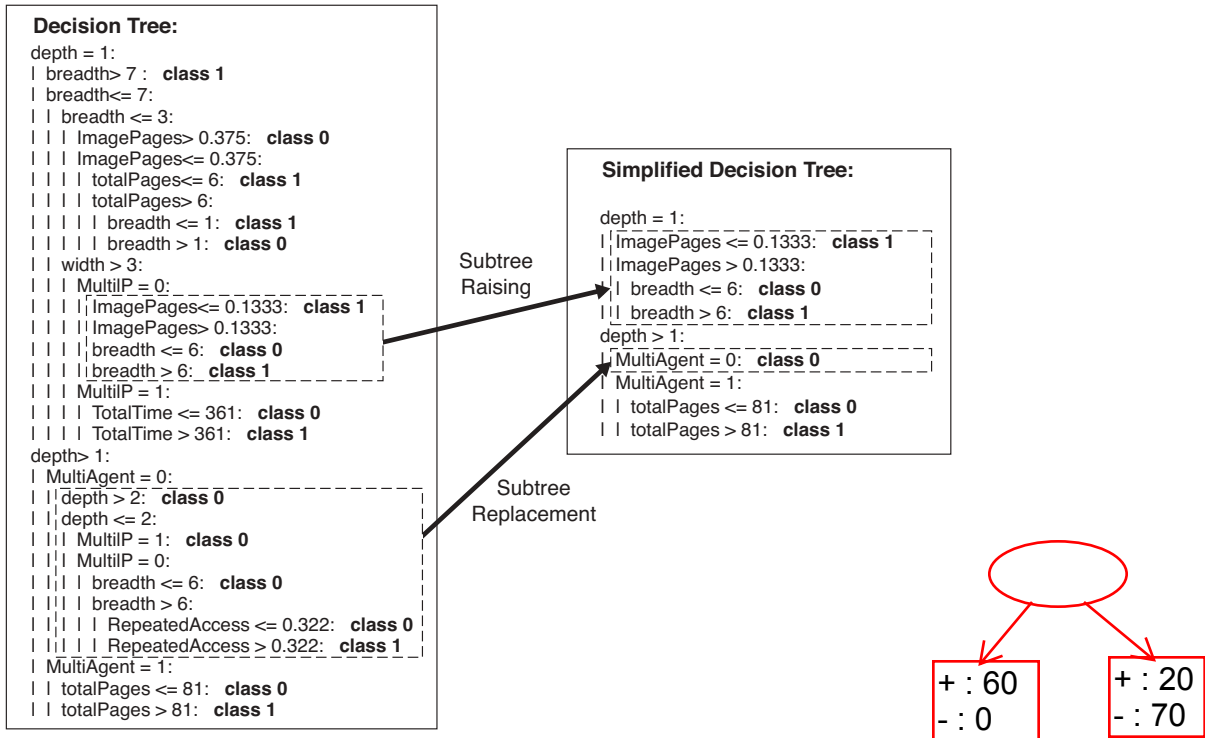 Decision Tree:
depth = 1:
| breadth> 7 : class 1
| breadth<= 7:
| | breadth <= 3:
| | | ImagePages> 0.375: class 0
| | | ImagePages<= 0.375:
| | | | totalPages<= 6: class 1
| | | | totalPages> 6:
| | | | | breadth <= 1: class 1
| | | | | breadth > 1: class 0
| | width > 3:
| | | MultiIP = 0:
| | | | ImagePages<= 0.1333: class 1
| | | | ImagePages> 0.1333:
| | | | breadth <= 6: class 0
| | | | breadth > 6: class 1
| | | MultiIP = 1:
| | | | TotalTime <= 361: class 0
| | | | TotalTime > 361: class 1
depth> 1:
| MultiAgent = 0:
| | depth > 2: class 0
| | depth <= 2:
| | | MultiIP = 1: class 0
| | | MultiIP = 0:
| | | | breadth <= 6: class 0
| | | | breadth > 6:
| | | | | RepeatedAccess <= 0.322: class 0
| | | | | RepeatedAccess > 0.322: class 1
| MultiAgent = 1:
| | totalPages <= 81: class 0
| | totalPages > 81: class 1
Subtree
Raising
Subtree
Replacement
Simplified Decision Tree:
depth = 1:
| ImagePages <= 0.1333: class 1
| ImagePages > 0.1333:
| | breadth <= 6: class 0
| | breadth > 6: class 1
depth > 1:
| MultiAgent = 0: class 0
| MultiAgent = 1:
| | totalPages <= 81: class 0
| | totalPages > 81: class 1
+ : 60
- : 0
+ : 20
- : 70